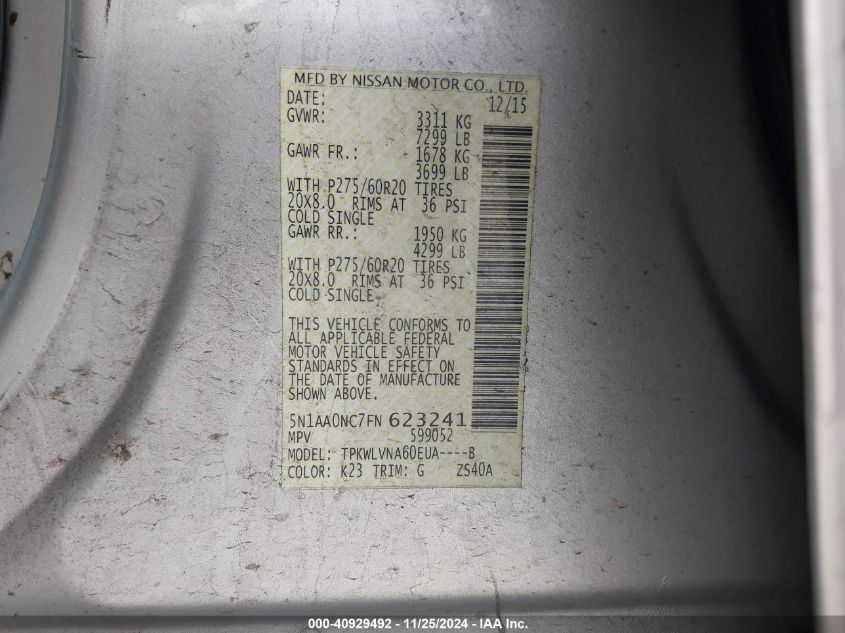 MFD BY NISSAN MOTOR CO., LTD.
DATE: 12/15
GVWR: 3311 KG
7299 LB
GAWR FR.: 1678 KG
3699 LB
WITH P275/60R20 TIRES
20X8.0 RIMS AT 36 PSI
COLD SINGLE
GAWR RR.: 1950 KG
4299 LB
WITH P275/60R20 TIRES
20X8.0 RIMS AT 36 PSI
COLD SINGLE
THIS VEHICLE CONFORMS TO
ALL APPLICABLE FEDERAL
MOTOR VEHICLE SAFETY
STANDARDS IN EFFECT ON
THE DATE OF MANUFACTURE
SHOWN ABOVE.
5N1AA0NC7FN 623241
MPV 599052
MODEL: TPKWLVNA60EUA----B
COLOR: K23 TRIM: G ZS40A
000-40929492 - 11/25/2024 - IAA Inc.